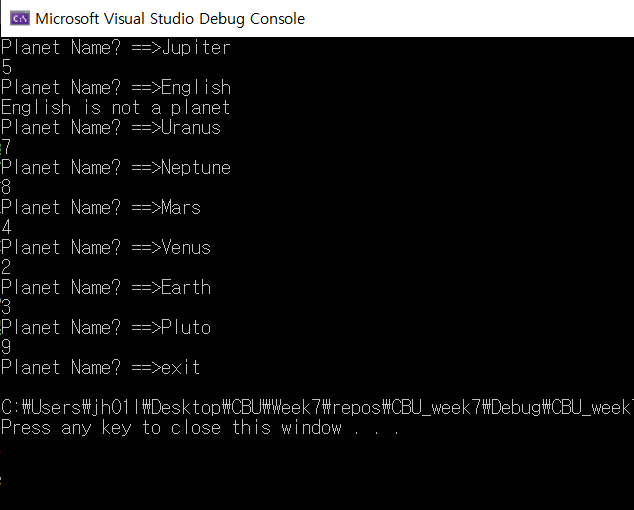 Microsoft Visual Studio Debug Console
Planet Name? ==>Jupiter
5
Planet Name? ==>English
English is not a planet
Planet Name? ==>Uranus
7
Planet Name? ==>Neptune
8
Planet Name? ==>Mars
4
Planet Name? ==>Venus
2
Planet Name? ==>Earth
3
Planet Name? ==>Pluto
9
Planet Name? ==>exit
C:₩Users₩jh01l₩Desktop₩CBU₩Week7₩repos₩CBU_week7₩Debug₩CBU_week7
Press any key to close this window . . .